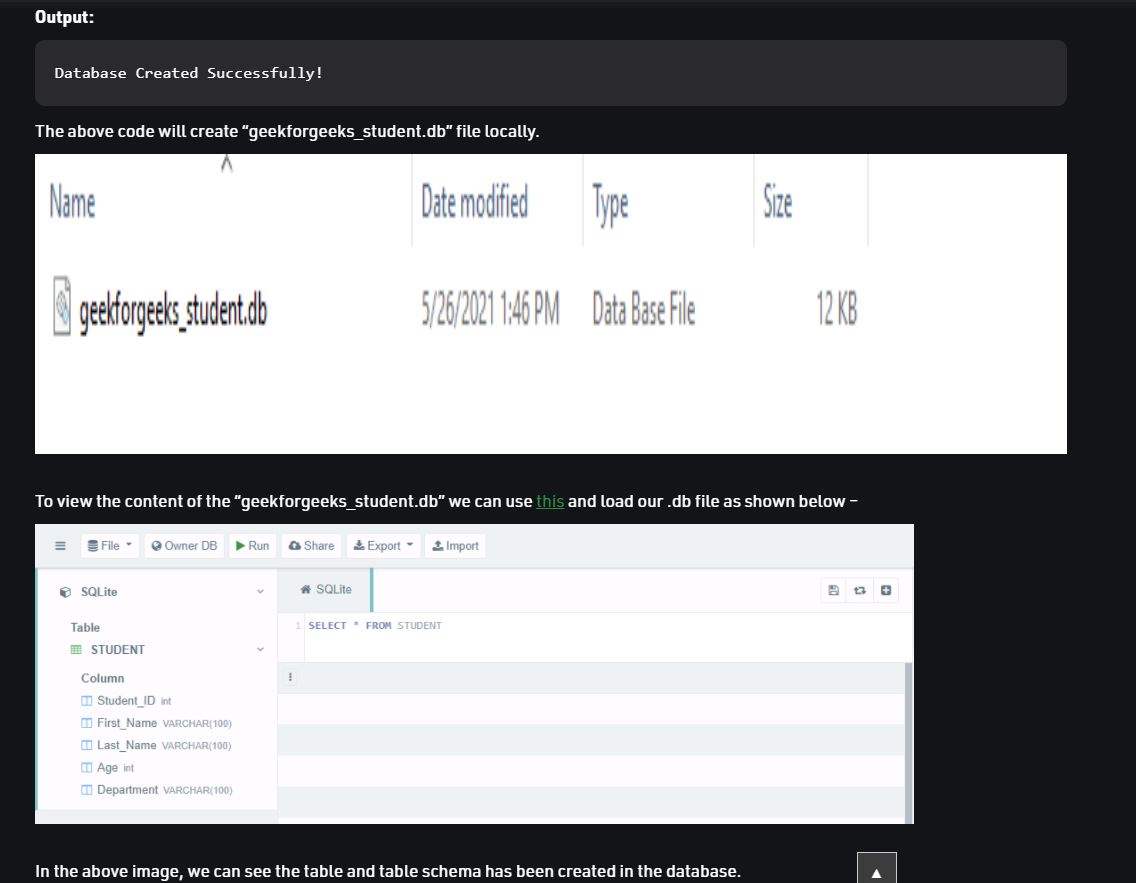 Output:
Database Created Successfully!
The above code will create “geekforgeeks_student.db” file locally.
Name Date modified Type Size
geekforgeeks_student.db 5/26/2021 1:46 PM Data Base File 12 KB
To view the content of the “geekforgeeks_student.db” we can use this and load our .db file as shown below –
File Owner DB Run Share Export Import
SQLite
SQLite
Table
1 SELECT * FROM STUDENT
STUDENT
Column
Student_ID int
First_Name VARCHAR(100)
Last_Name VARCHAR(100)
Age int
Department VARCHAR(100)
In the above image, we can see the table and table schema has been created in the database.